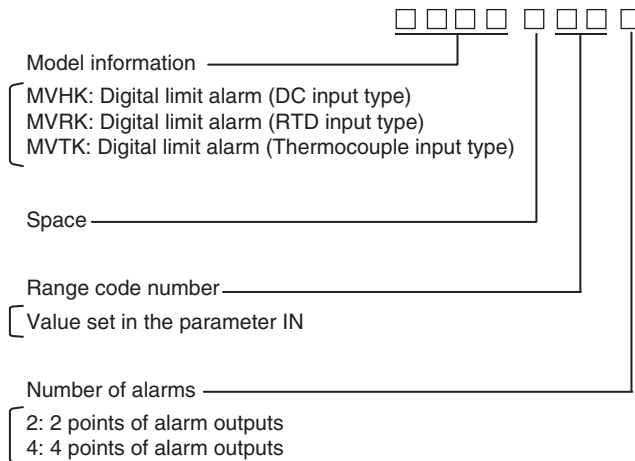 Model information
MVHK: Digital limit alarm (DC input type)
MVRK: Digital limit alarm (RTD input type)
MVTK: Digital limit alarm (Thermocouple input type)
Space
Range code number
Value set in the parameter IN
Number of alarms
2: 2 points of alarm outputs
4: 4 points of alarm outputs